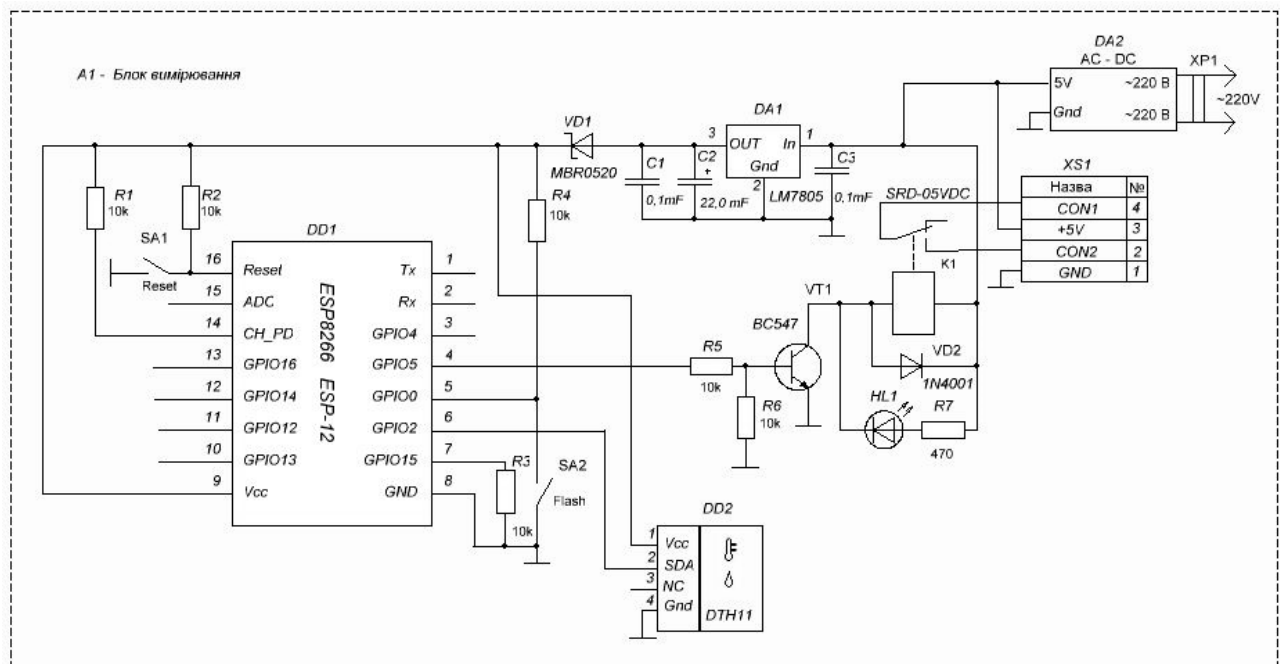 A1 - Блок вимірювання
DA2
AC - DC
XP1
5V
~220 В
Gnd
~220 В
~220V
VD1
MBR0520
DA1
3
OUT
In
1
Gnd
2
LM7805
C1
0,1mF
C2
+
22,0 mF
C3
0,1mF
XS1
Назва
№
CON1
4
+5V
3
CON2
2
GND
1
SRD-05VDC
K1
R1
10k
R2
10k
R4
10k
SA1
Reset
DD1
ESP8266 ESP-12
16
Reset
15
ADC
14
CH_PD
13
GPIO16
12
GPIO14
11
GPIO12
10
GPIO13
9
Vcc
Tx
1
Rx
2
GPIO4
3
GPIO5
4
GPIO0
5
GPIO2
6
GPIO15
7
GND
8
R3
10k
SA2
Flash
R5
10k
R6
10k
VT1
BC547
VD2
1N4001
HL1
R7
470
DD2
1
Vcc
2
SDA
3
NC
4
Gnd
DTH11